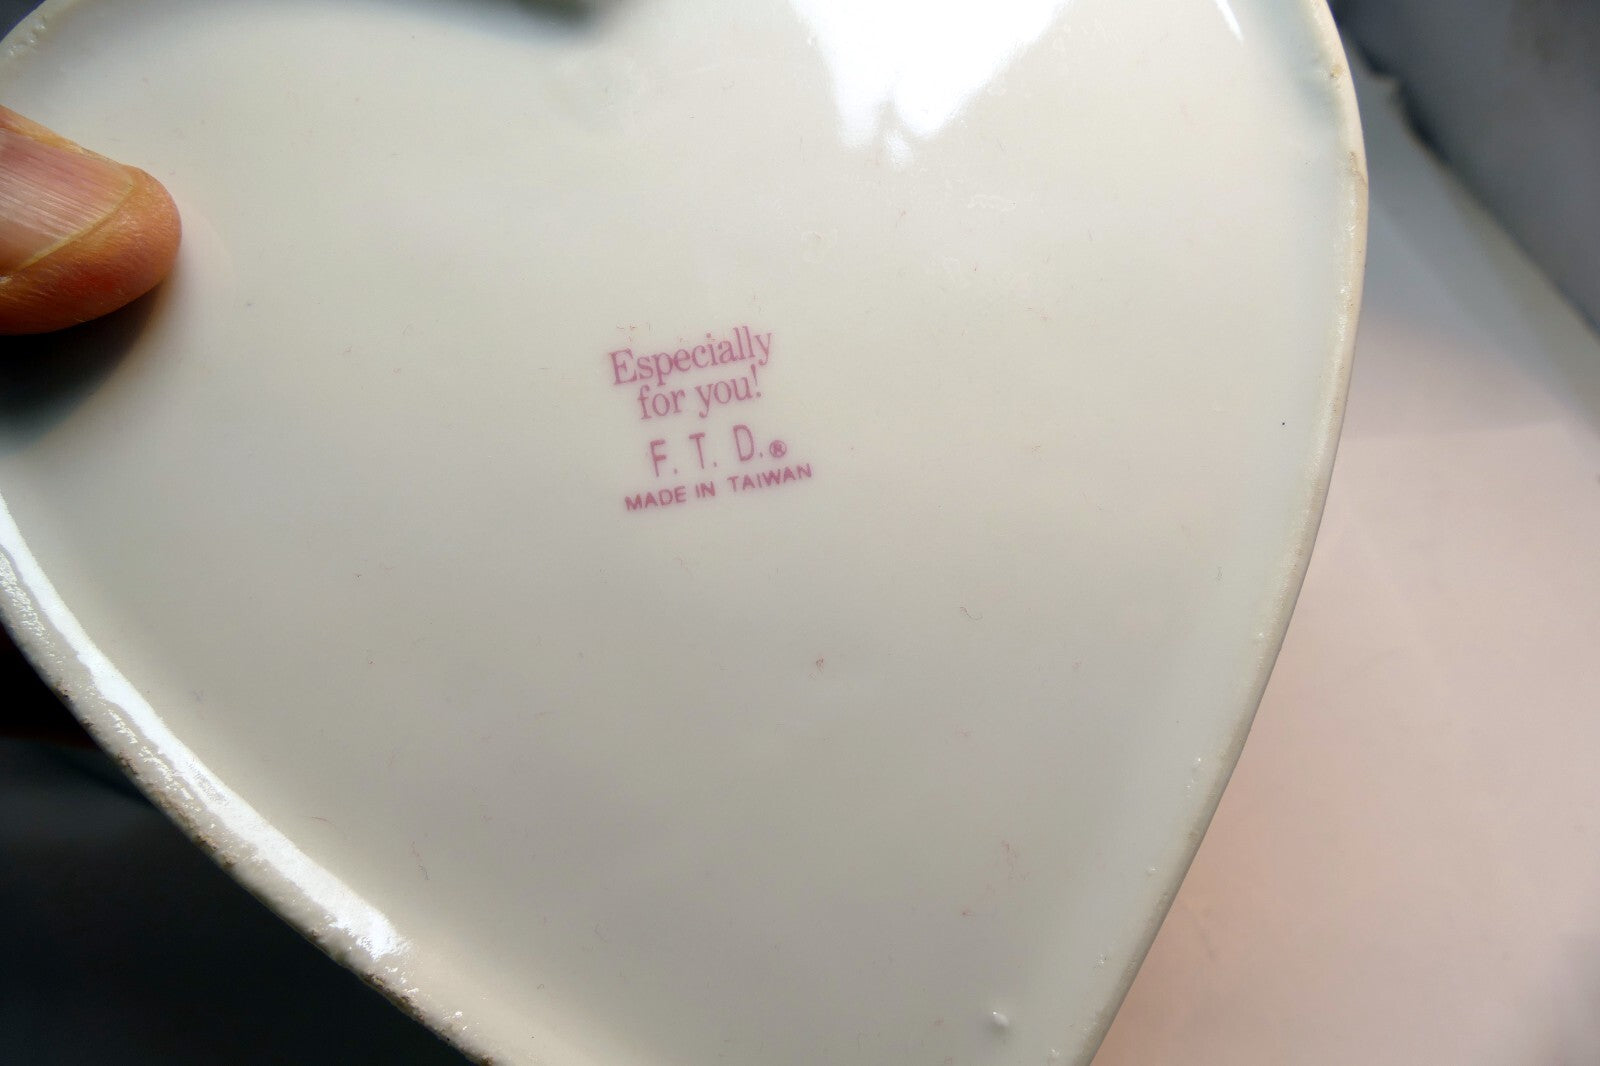 Especially
for you!
F. T. D.®
MADE IN TAIWAN